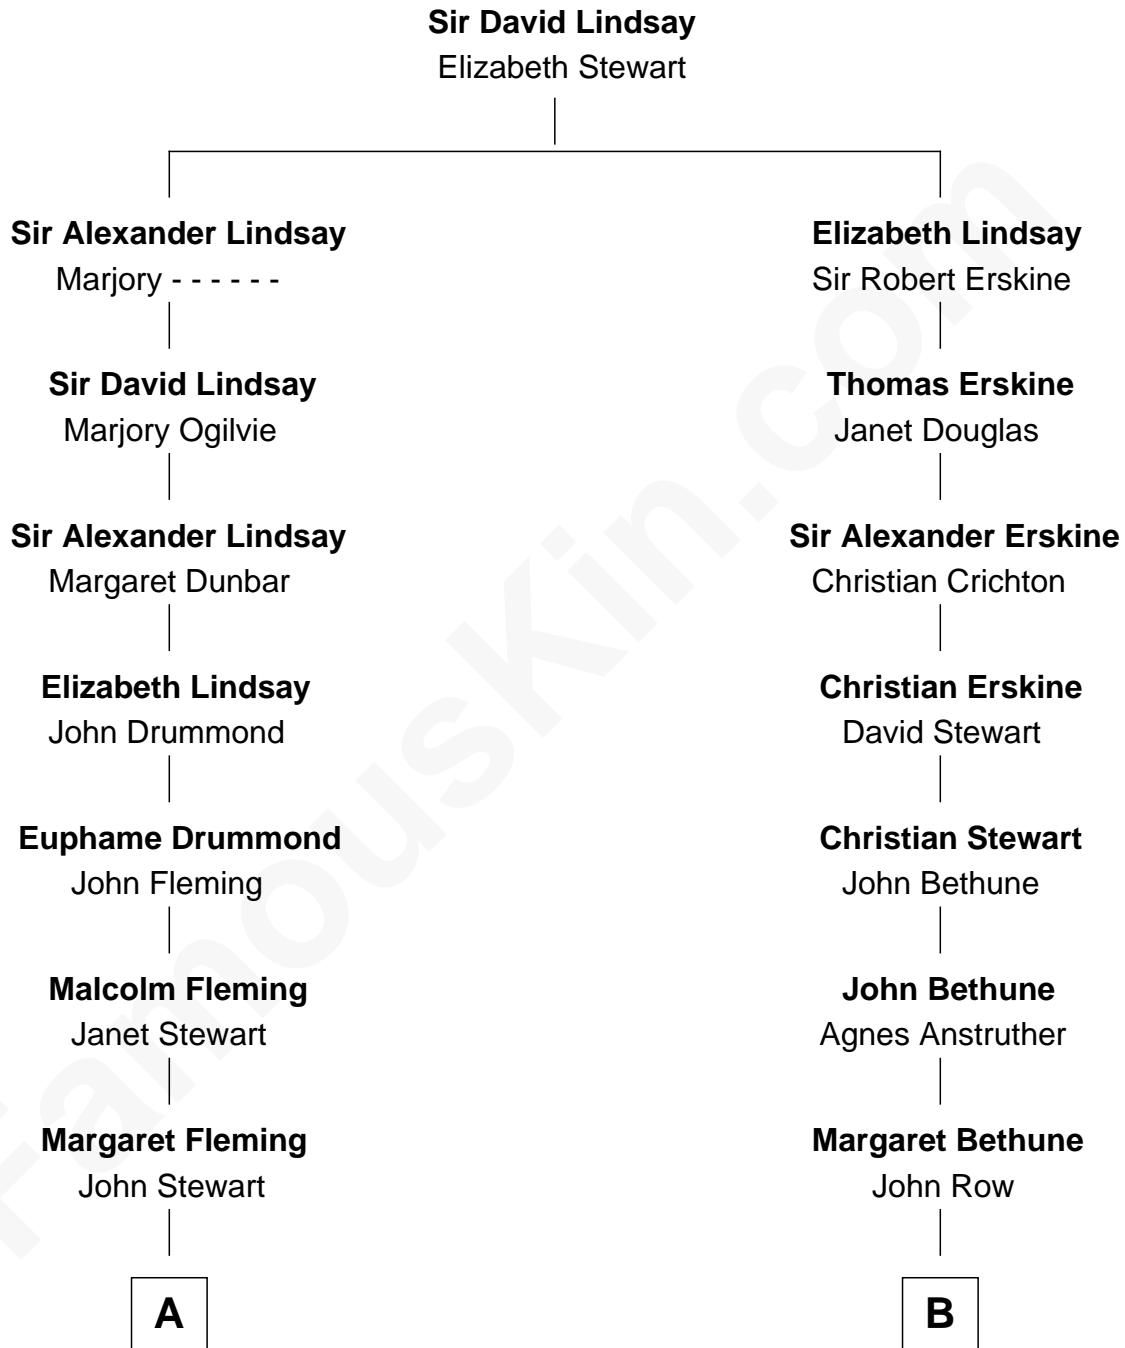 Sir David Lindsay
Elizabeth Stewart
Sir Alexander Lindsay
Marjory - - - - - -
Elizabeth Lindsay
Sir Robert Erskine
Sir David Lindsay
Marjory Ogilvie
Thomas Erskine
Janet Douglas
Sir Alexander Lindsay
Margaret Dunbar
Sir Alexander Erskine
Christian Crichton
Elizabeth Lindsay
John Drummond
Christian Erskine
David Stewart
Euphame Drummond
John Fleming
Christian Stewart
John Bethune
Malcolm Fleming
Janet Stewart
John Bethune
Agnes Anstruther
Margaret Fleming
John Stewart
Margaret Bethune
John Row
A
B
FamousKin.com